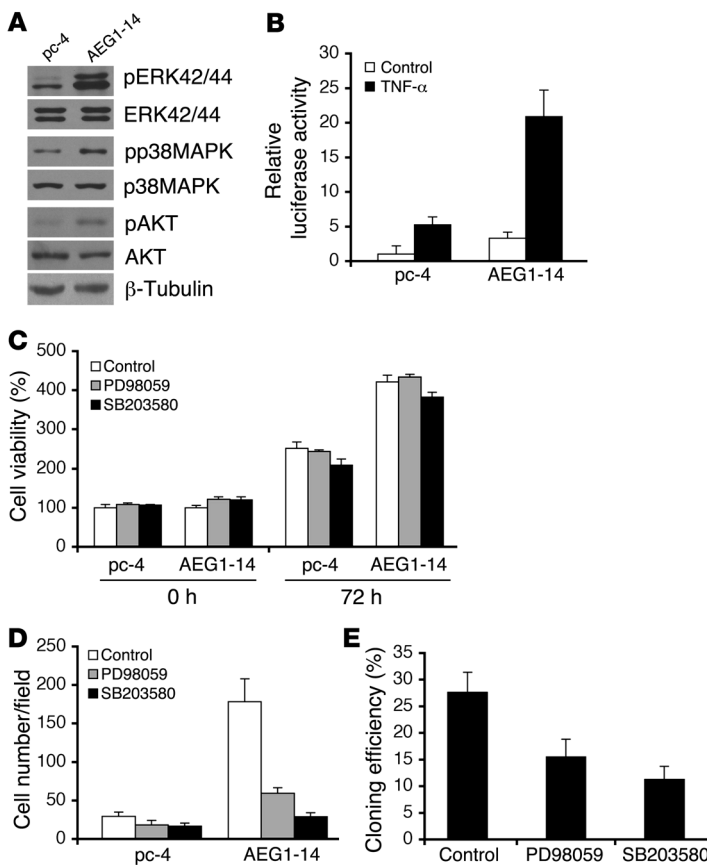 A
pc-4
AEG1-14
pERK42/44
ERK42/44
pp38MAPK
p38MAPK
pAKT
AKT
β-Tubulin
B
Relative
luciferase activity
30
25
20
15
10
5
0
Control
TNF-α
pc-4 AEG1-14
C
Cell viability (%)
500
400
300
200
100
0
Control
PD98059
SB203580
pc-4 AEG1-14 pc-4 AEG1-14
0 h 72 h
D
Cell number/field
250
200
150
100
50
0
Control
PD98059
SB203580
pc-4 AEG1-14
E
Cloning efficiency (%)
35
30
25
20
15
10
5
0
Control PD98059 SB203580